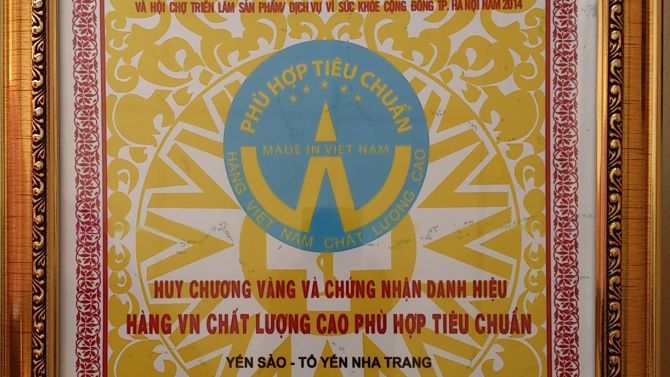 VÀ HỘI CHỢ TRIỂN LÃM SẢN PHẨM/ DỊCH VỤ VÌ SỨC KHỎE CỘNG ĐỒNG TP. HÀ NỘI NĂM 2014
PHÙ HỢP TIÊU CHUẨN
MADE IN VIET NAM
HÀNG VIỆT NAM CHẤT LƯỢNG CAO
HUY CHƯƠNG VÀNG VÀ CHỨNG NHẬN DANH HIỆU
HÀNG VN CHẤT LƯỢNG CAO PHÙ HỢP TIÊU CHUẨN
YẾN SÀO - TỔ YẾN NHA TRANG